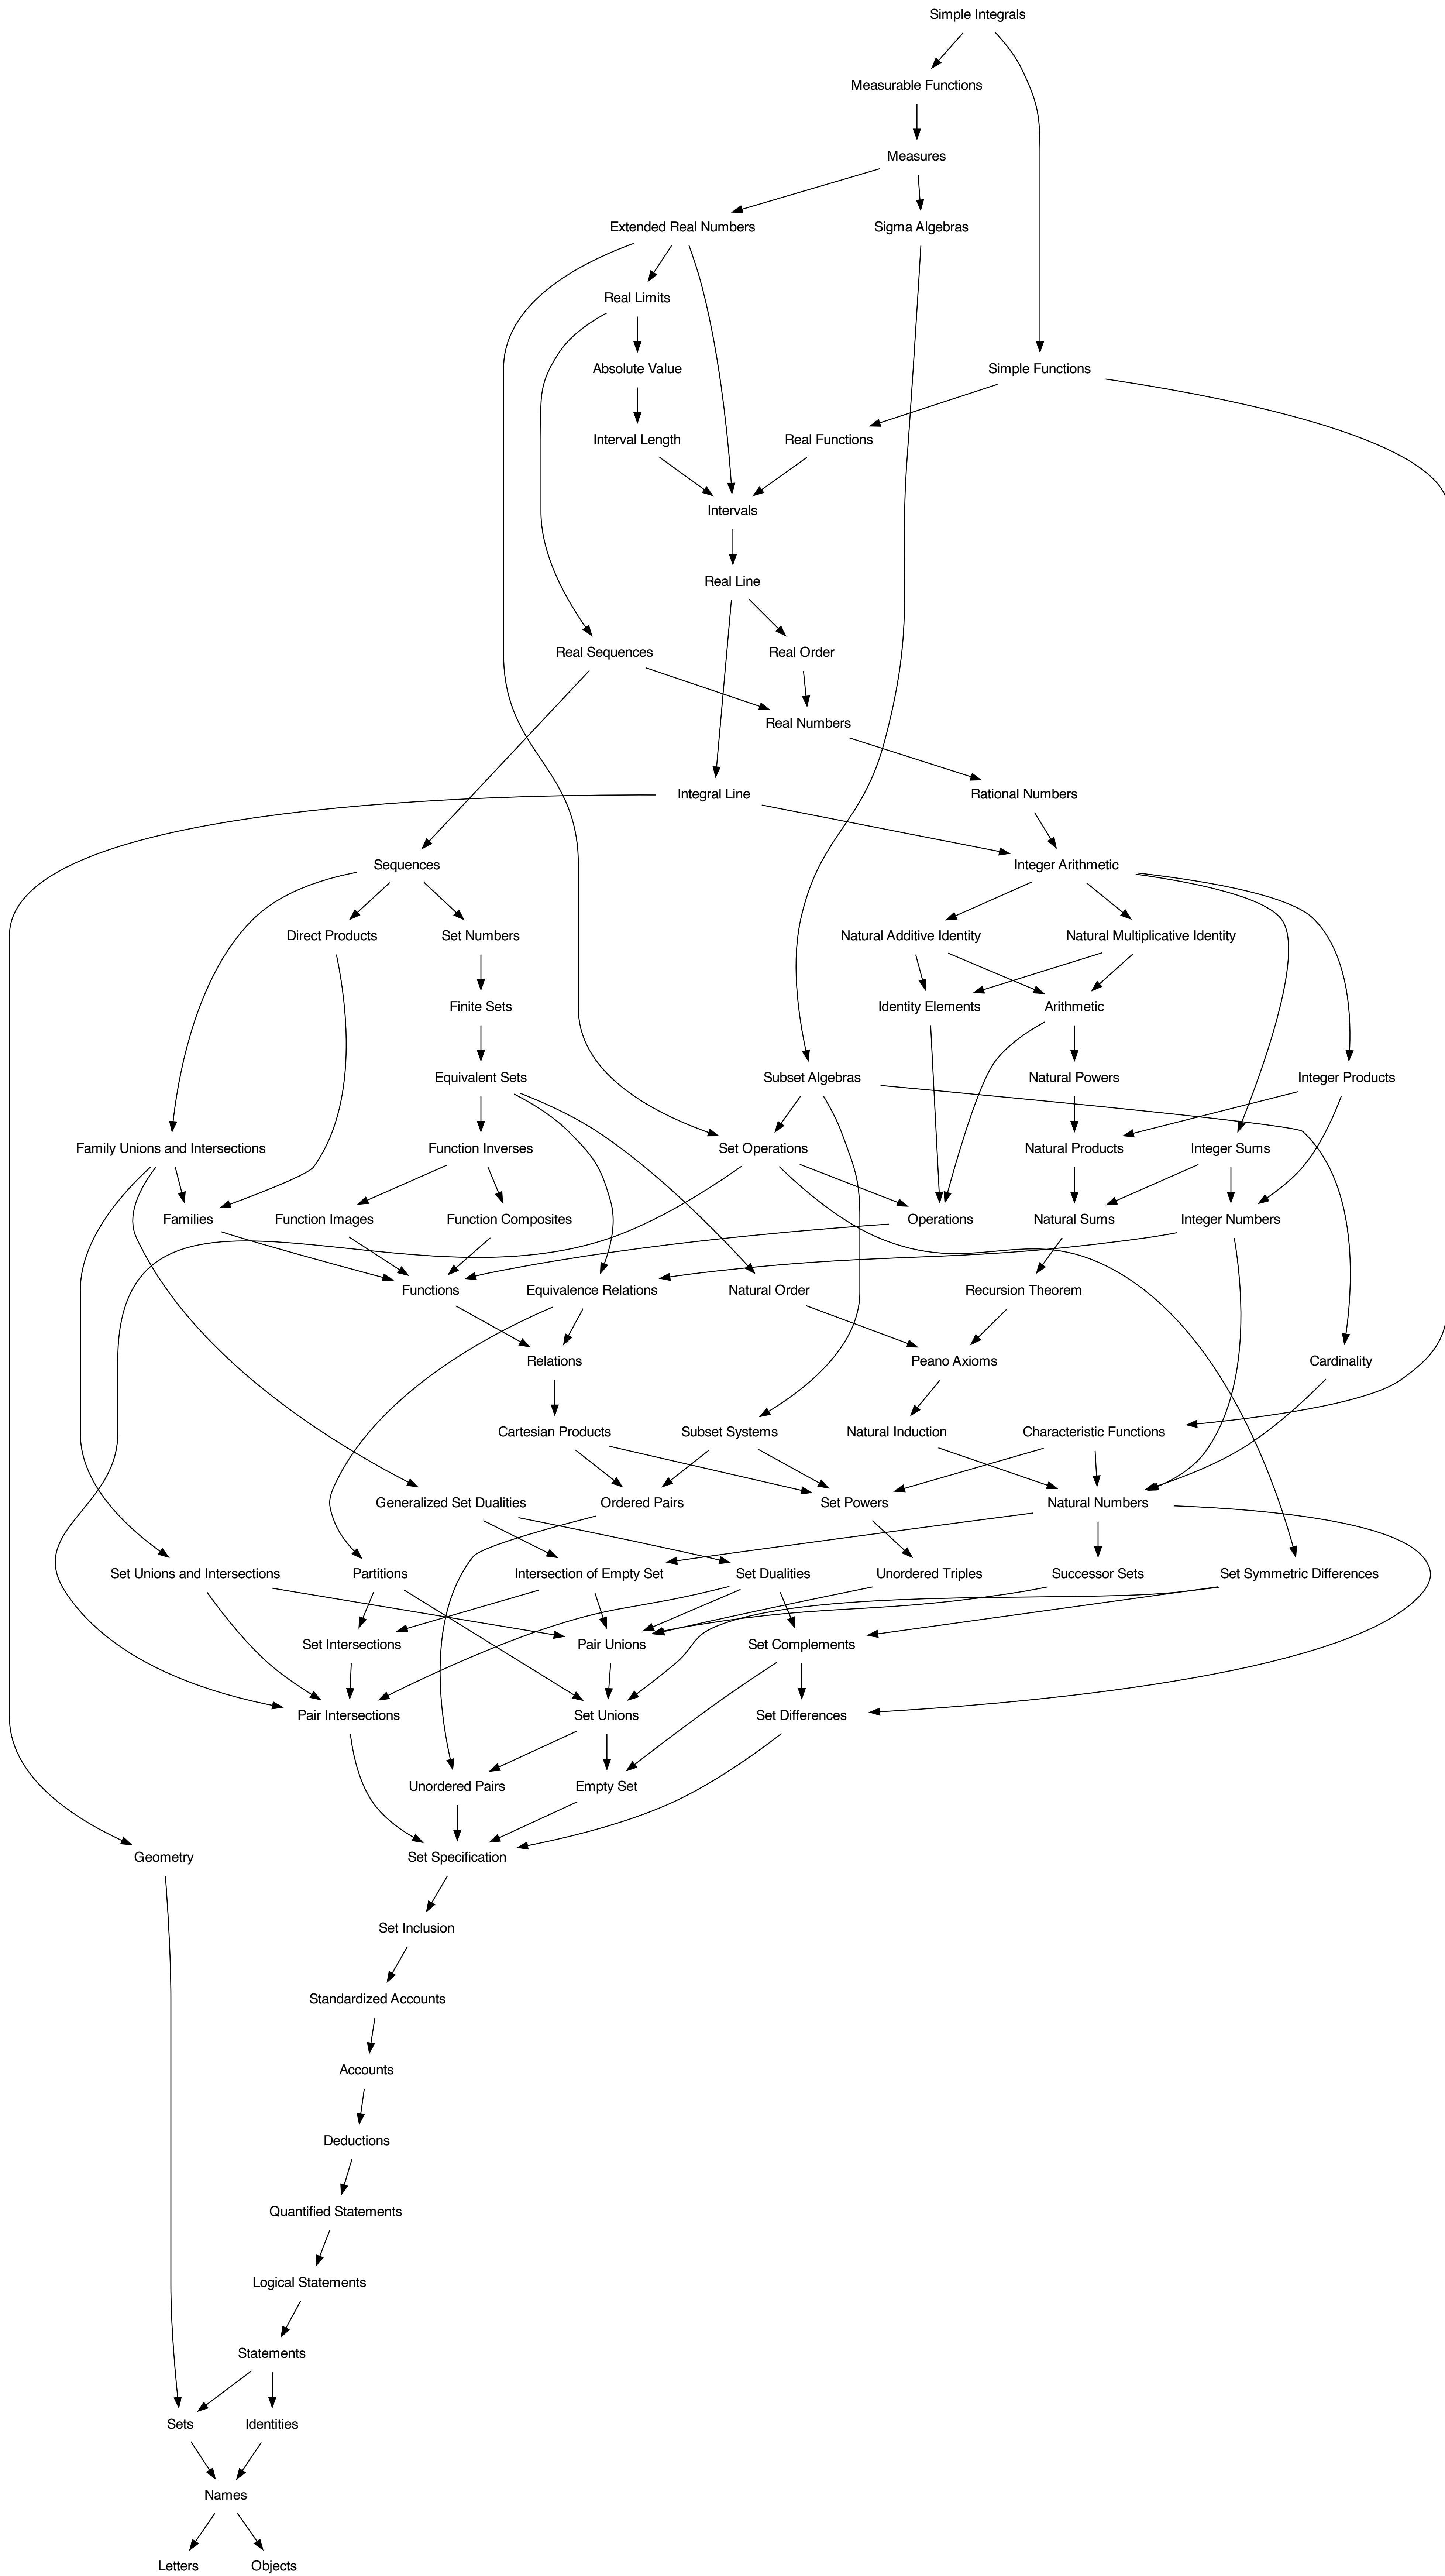 Simple Integrals
Measurable Functions
Measures
Extended Real Numbers
Sigma Algebras
Real Limits
Absolute Value
Simple Functions
Interval Length
Real Functions
Intervals
Real Line
Real Sequences
Real Order
Real Numbers
Integral Line
Rational Numbers
Sequences
Integer Arithmetic
Direct Products
Set Numbers
Natural Additive Identity
Natural Multiplicative Identity
Finite Sets
Identity Elements
Arithmetic
Equivalent Sets
Subset Algebras
Natural Powers
Integer Products
Family Unions and Intersections
Function Inverses
Set Operations
Natural Products
Integer Sums
Families
Function Images
Function Composites
Operations
Natural Sums
Integer Numbers
Functions
Equivalence Relations
Natural Order
Recursion Theorem
Relations
Peano Axioms
Cardinality
Cartesian Products
Subset Systems
Natural Induction
Characteristic Functions
Generalized Set Dualities
Ordered Pairs
Set Powers
Natural Numbers
Set Unions and Intersections
Partitions
Intersection of Empty Set
Set Dualities
Unordered Triples
Successor Sets
Set Symmetric Differences
Set Intersections
Pair Unions
Set Complements
Pair Intersections
Set Unions
Set Differences
Unordered Pairs
Empty Set
Geometry
Set Specification
Set Inclusion
Standardized Accounts
Accounts
Deductions
Quantified Statements
Logical Statements
Statements
Sets
Identities
Names
Letters
Objects